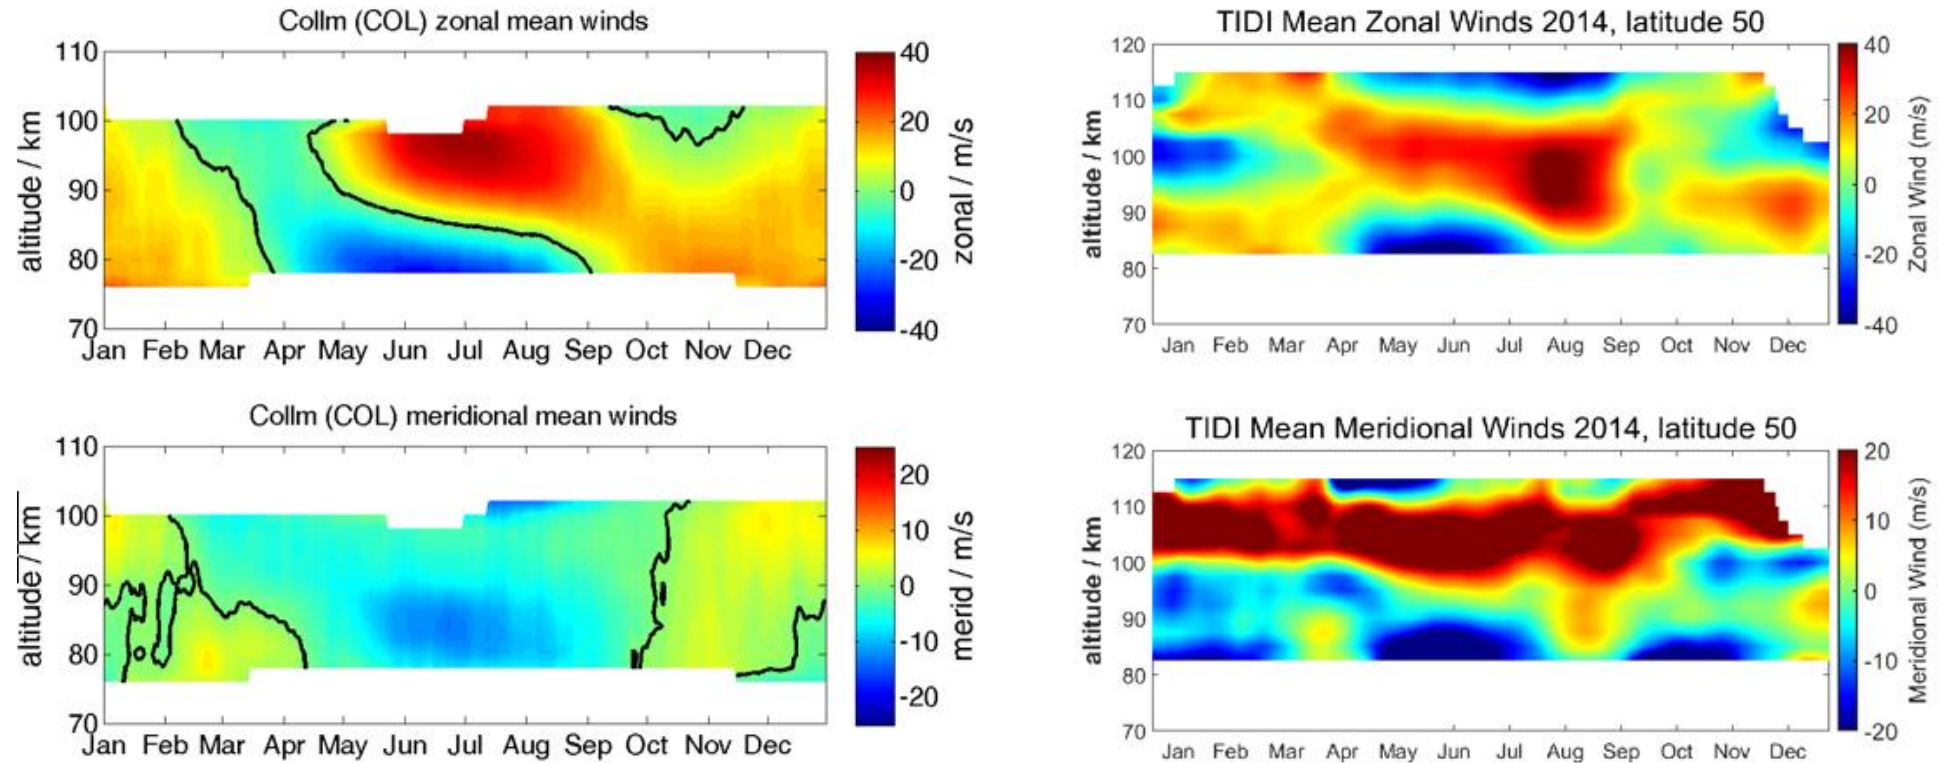 Collm (COL) zonal mean winds
110
100
90
80
70
altitude / km
Jan Feb Mar Apr May Jun Jul Aug Sep Oct Nov Dec
40
20
0
-20
-40
zonal / m/s
TIDI Mean Zonal Winds 2014, latitude 50
120
110
100
90
80
70
altitude / km
Jan Feb Mar Apr May Jun Jul Aug Sep Oct Nov Dec
40
20
0
-20
-40
Zonal Wind (m/s)
Collm (COL) meridional mean winds
110
100
90
80
70
altitude / km
Jan Feb Mar Apr May Jun Jul Aug Sep Oct Nov Dec
20
10
0
-10
-20
merid / m/s
TIDI Mean Meridional Winds 2014, latitude 50
120
110
100
90
80
70
altitude / km
Jan Feb Mar Apr May Jun Jul Aug Sep Oct Nov Dec
20
10
0
-10
-20
Meridional Wind (m/s)